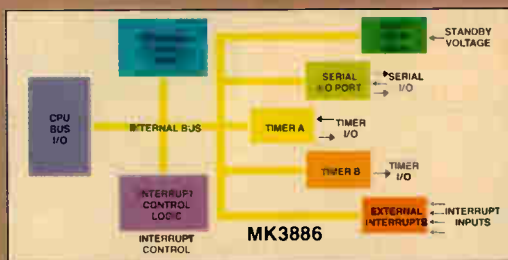 STANDBY
VOLTAGE
SERIAL
I/O PORT
SERIAL
I/O
CPU
BUS
I/O
INTERNAL BUS
TIMER A
TIMER
I/O
TIMER B
TIMER
I/O
INTERRUPT
CONTROL
LOGIC
INTERRUPT
CONTROL
MK3886
EXTERNAL
INTERRUPTS
INTERRUPT
INPUTS